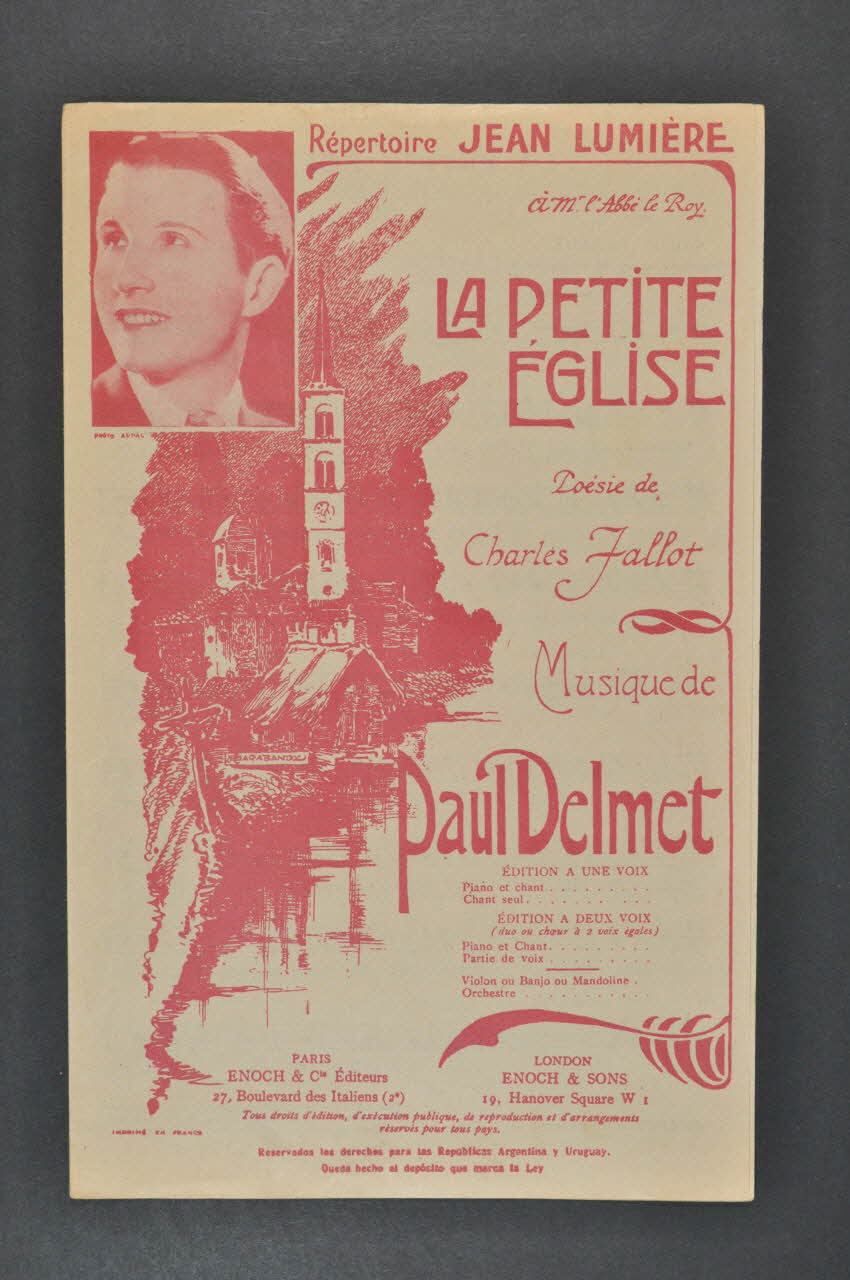 Répertoire JEAN LUMIÈRE
à Mr l'Abbé le Roy.
LA PETITE
ÉGLISE
PHOTO
Poésie de
Charles Fallot
Musique de
BARABANDY
Paul Delmet
ÉDITION A UNE VOIX
Piano et chant . . . . . . . . .
Chant seul . . . . . . . . . .
ÉDITION A DEUX VOIX
(duo ou chœur à 2 voix égales)
Piano et Chant . . . . . . . . .
Partie de voix . . . . . . . . .
Violon ou Banjo ou Mandoline .
Orchestre . . . . . . . . . . .
PARIS
ENOCH & Cie Éditeurs
27, Boulevard des Italiens (2e)
LONDON
ENOCH & SONS
19, Hanover Square W 1
Tous droits d'édition, d'exécution publique, de reproduction et d'arrangements
réservés pour tous pays.
IMPRIMÉ EN FRANCE
Reservados los derechos para las Repúblicas Argentina y Uruguay.
Queda hecho el depósito que marca la Ley